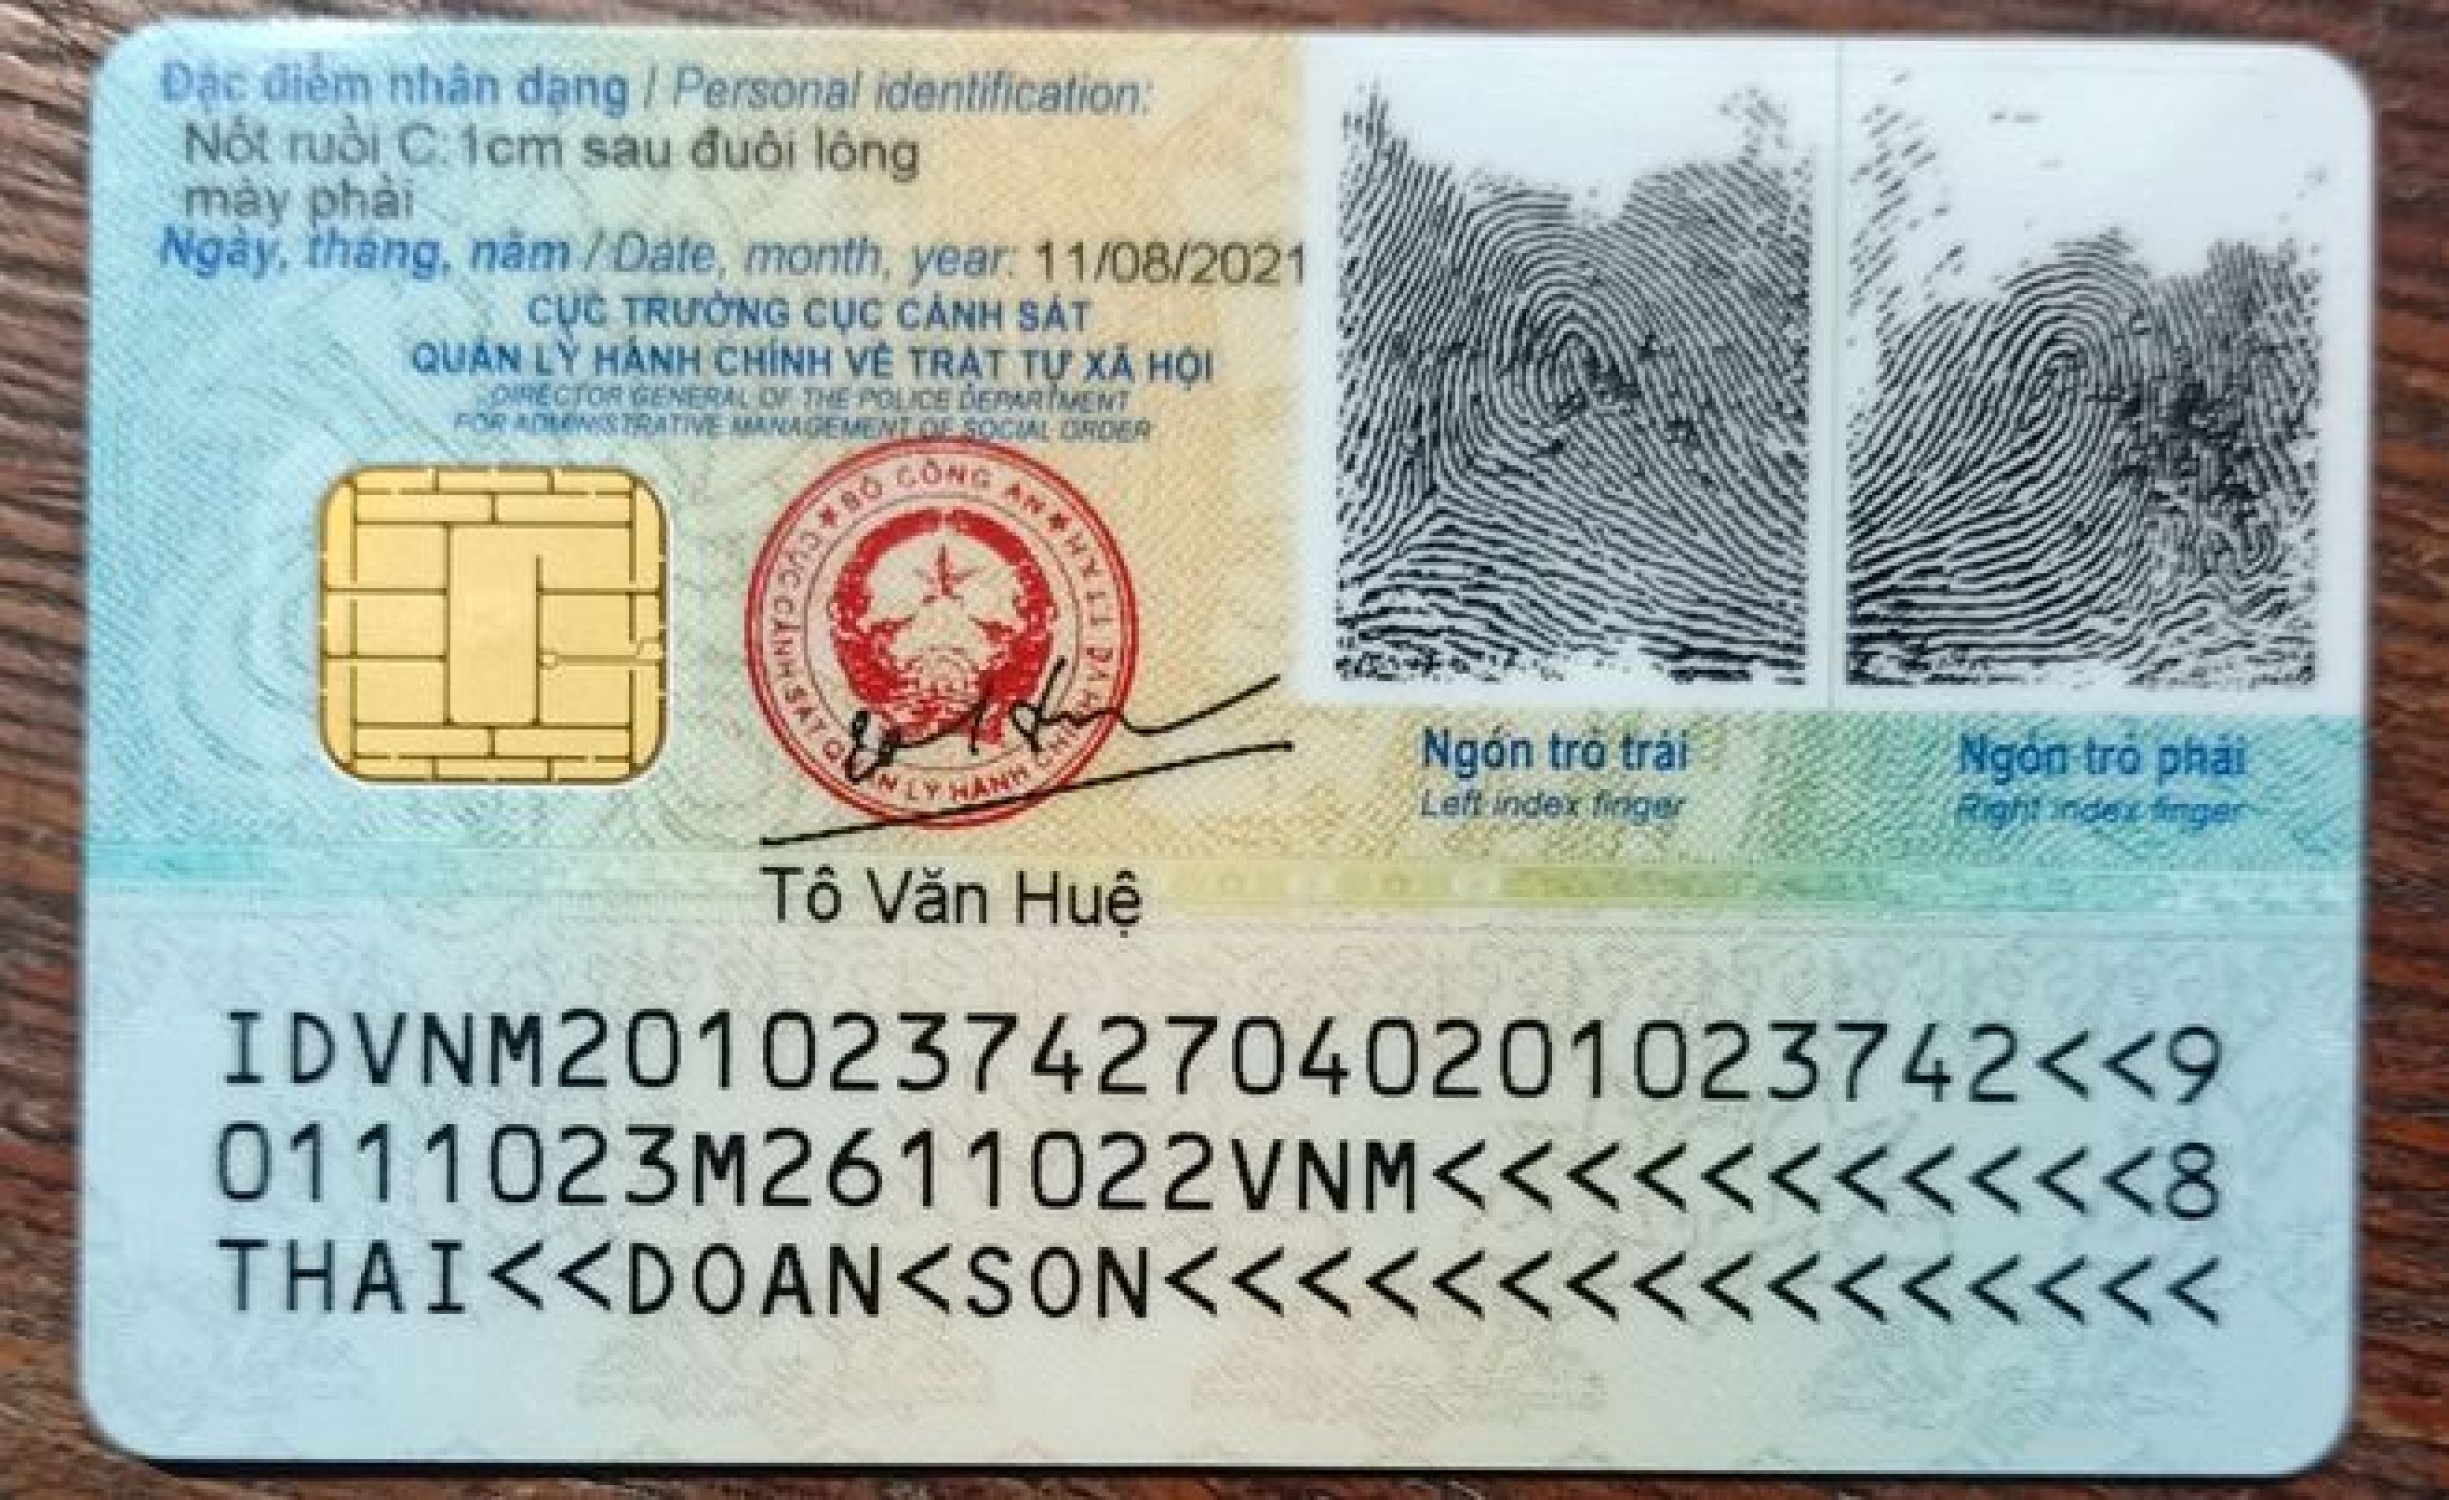 Đặc điểm nhân dạng / Personal identification:
Nốt ruồi C:1cm sau đuôi lông
mày phải
Ngày, tháng, năm / Date, month, year: 11/08/2021
CỤC TRƯỞNG CỤC CẢNH SÁT
QUẢN LÝ HÀNH CHÍNH VỀ TRẬT TỰ XÃ HỘI
DIRECTOR GENERAL OF THE POLICE DEPARTMENT
FOR ADMINISTRATIVE MANAGEMENT OF SOCIAL ORDER
BỘ CÔNG AN
CỤC CẢNH SÁT QUẢN LÝ HÀNH CHÍNH
Tô Văn Huệ
Ngón trỏ trái
Left index finger
Ngón trỏ phải
Right index finger
IDVNM2010237427040201023742<<9
0111023M2611022VNM<<<<<<<<<<<8
THAI<<DOAN<SON<<<<<<<<<<<<<<<<